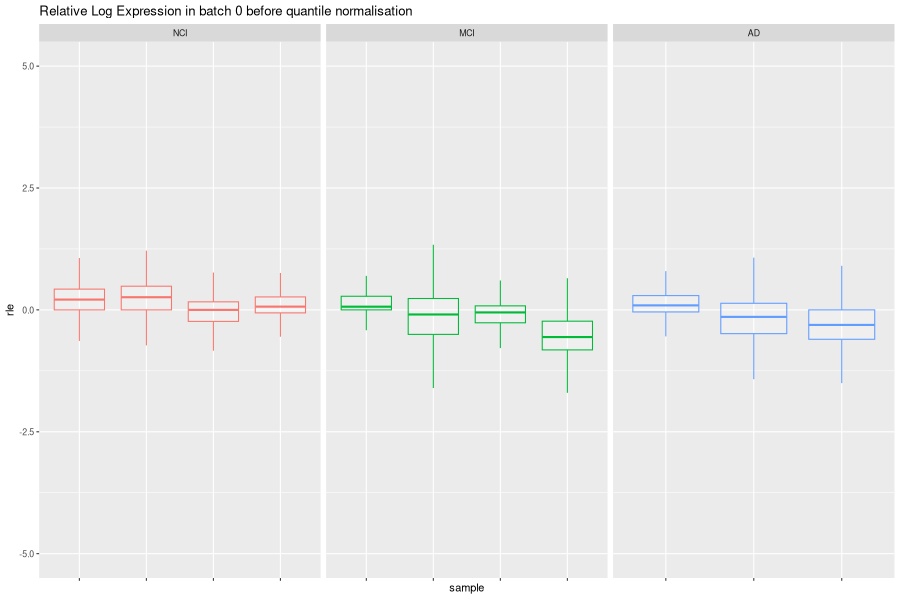 Relative Log Expression in batch 0 before quantile normalisation
NCI
MCI
AD
5.0
2.5
0.0
-2.5
-5.0
rle
sample